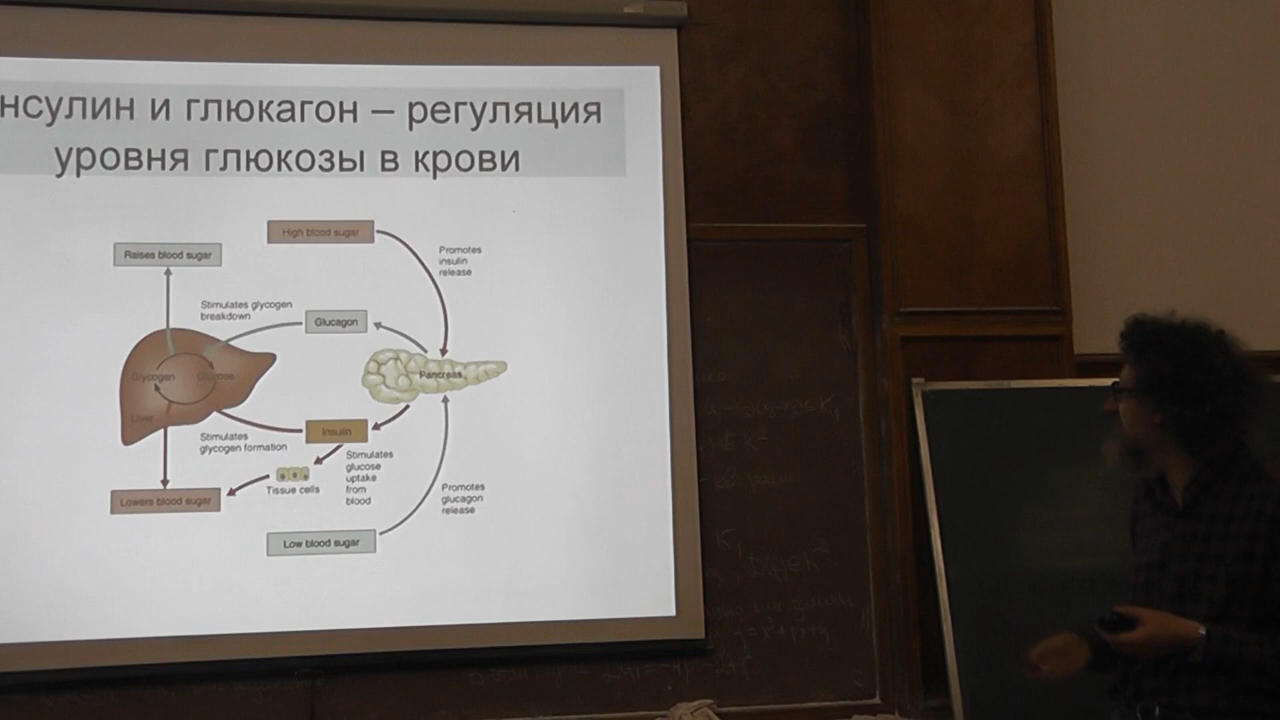 нсулин и глюкагон – регуляция
уровня глюкозы в крови
High blood sugar
Raises blood sugar
Promotes
insulin
release
Stimulates glycogen
breakdown
Glucagon
Glycogen
Glucose
Pancreas
Liver
Insulin
Stimulates
glycogen formation
Stimulates
glucose
uptake
from
blood
Tissue cells
Lowers blood sugar
Promotes
glucagon
release
Low blood sugar